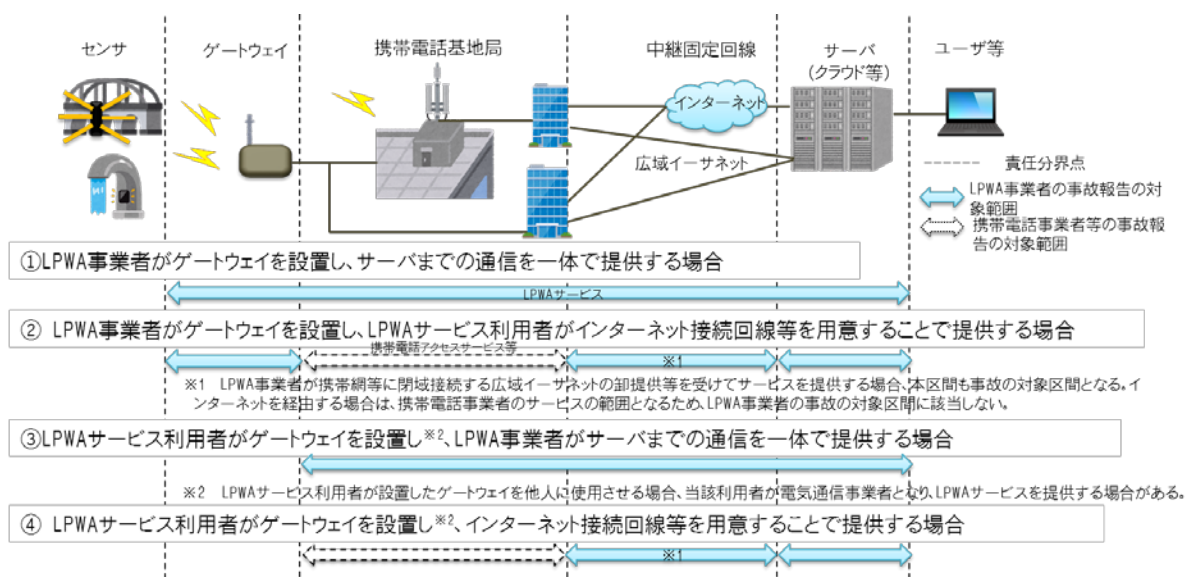 センサ
ゲートウェイ
携帯電話基地局
中継固定回線
サーバ
(クラウド等)
ユーザ等
インターネット
広域イーサネット
責任分界点
LPWA事業者の事故報告の対
象範囲
携帯電話事業者等の事故報
告の対象範囲
①LPWA事業者がゲートウェイを設置し、サーバまでの通信を一体で提供する場合
LPWAサービス
② LPWA事業者がゲートウェイを設置し、LPWAサービス利用者がインターネット接続回線等を用意することで提供する場合
携帯電話アクセスサービス等
※1
※1 LPWA事業者が携帯網等に閉域接続する広域イーサネットの卸提供等を受けてサービスを提供する場合、本区間も事故の対象区間となる。イ
ンターネットを経由する場合は、携帯電話事業者のサービスの範囲となるため、LPWA事業者の事故の対象区間に該当しない。
③LPWAサービス利用者がゲートウェイを設置し※2、LPWA事業者がサーバまでの通信を一体で提供する場合
※2 LPWAサービス利用者が設置したゲートウェイを他人に使用させる場合、当該利用者が電気通信事業者となり、LPWAサービスを提供する場合がある。
④ LPWAサービス利用者がゲートウェイを設置し※2、インターネット接続回線等を用意することで提供する場合
※1